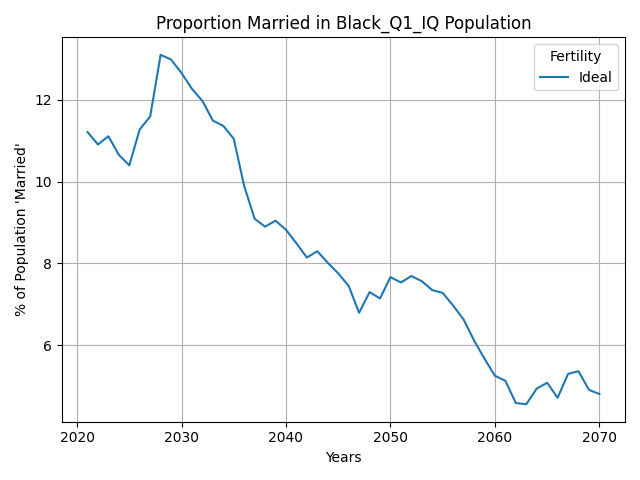 Proportion Married in Black_Q1_IQ Population
Fertility
Ideal
% of Population 'Married'
12
10
8
6
2020 2030 2040 2050 2060 2070
Years